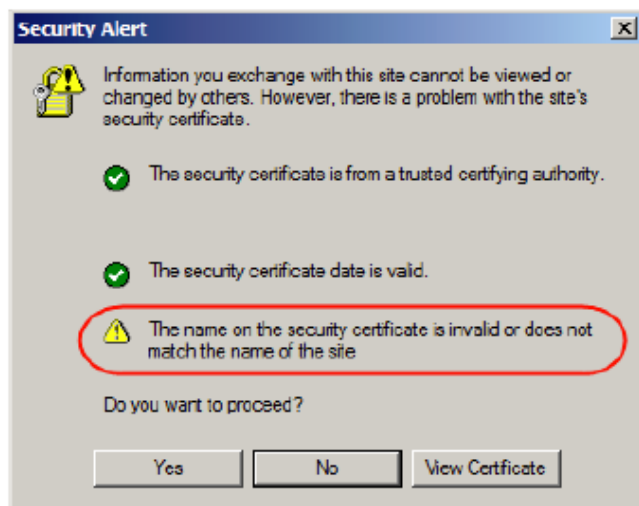 Security Alert
Information you exchange with this site cannot be viewed or
changed by others. However, there is a problem with the site's
security certificate.
The security certificate is from a trusted certifying authority.
The security certificate date is valid.
The name on the security certificate is invalid or does not
match the name of the site
Do you want to proceed?
Yes
No
View Certificate